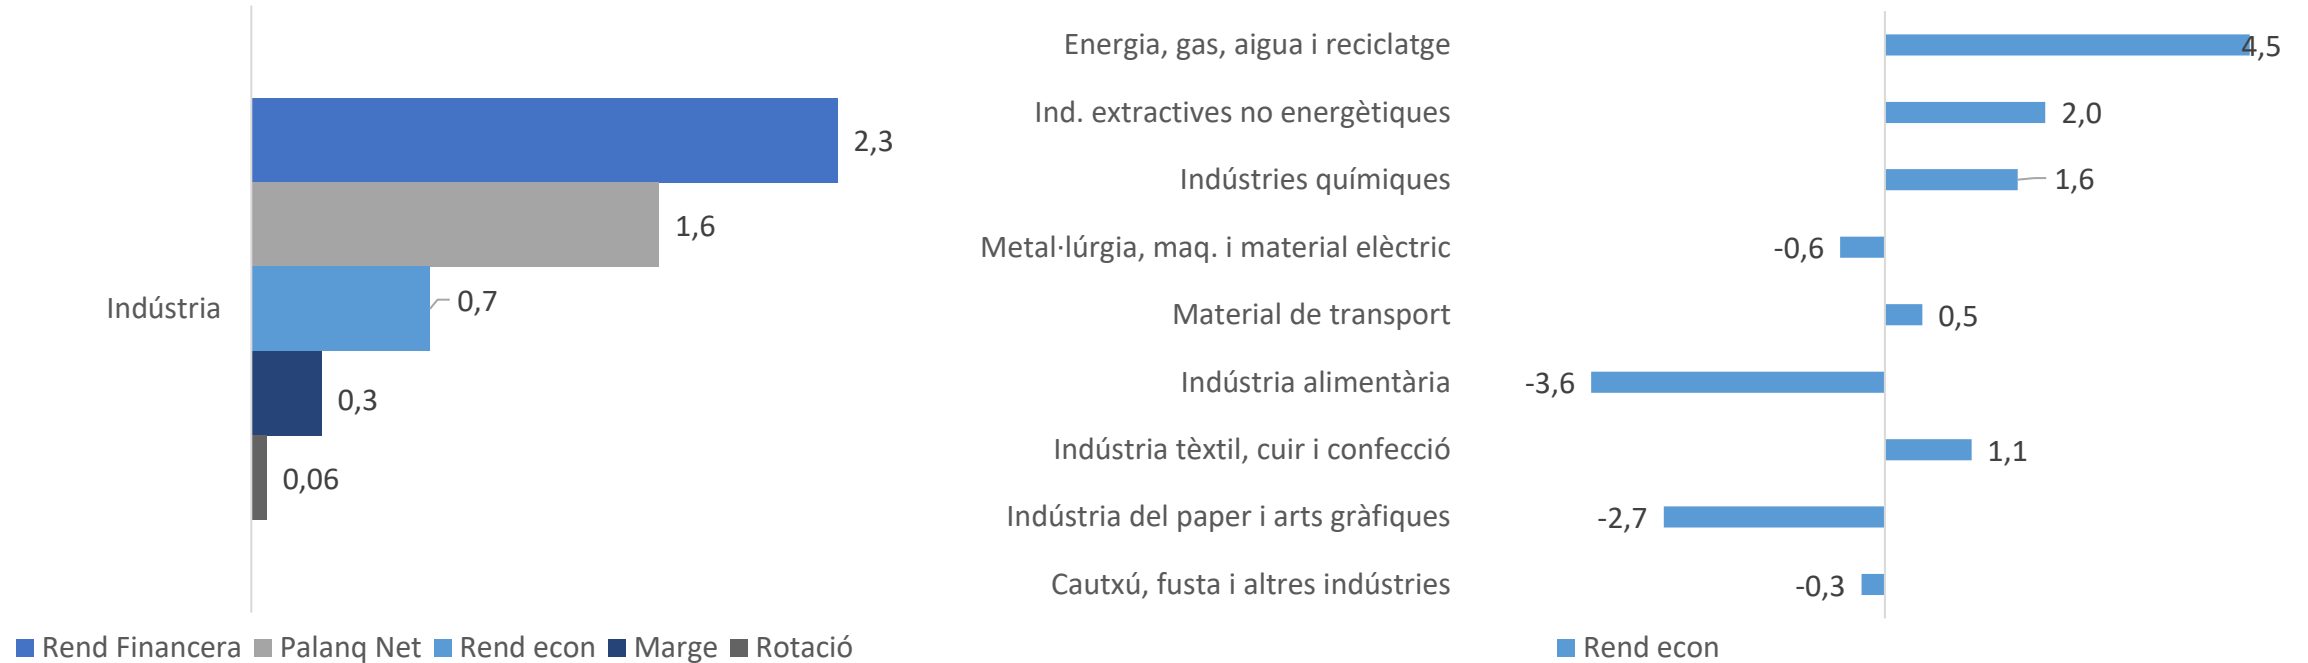 2,3
1,6
0,7
Indústria
0,3
0,06
Rend Financera Palanq Net Rend econ Marge Rotació
Energia, gas, aigua i reciclatge 4,5
Ind. extractives no energètiques 2,0
Indústries químiques 1,6
Metal·lúrgia, maq. i material elèctric -0,6
Material de transport 0,5
Indústria alimentària -3,6
Indústria tèxtil, cuir i confecció 1,1
Indústria del paper i arts gràfiques -2,7
Cautxú, fusta i altres indústries -0,3
Rend econ